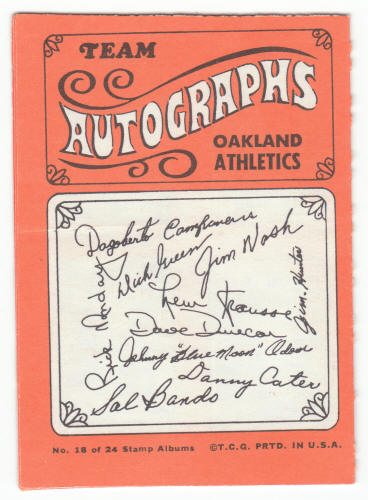 TEAM
AUTOGRAPHS
OAKLAND
ATHLETICS
Dagoberto Campaneris
Dick Green
Jim Nash
Rick Monday
Lew Krausse
Jim Hunter
Dave Duncan
Johnny "Blue Moon" Odom
Danny Cater
Sal Bando
No. 18 of 24 Stamp Albums ©T.C.G. PRTD. IN U.S.A.